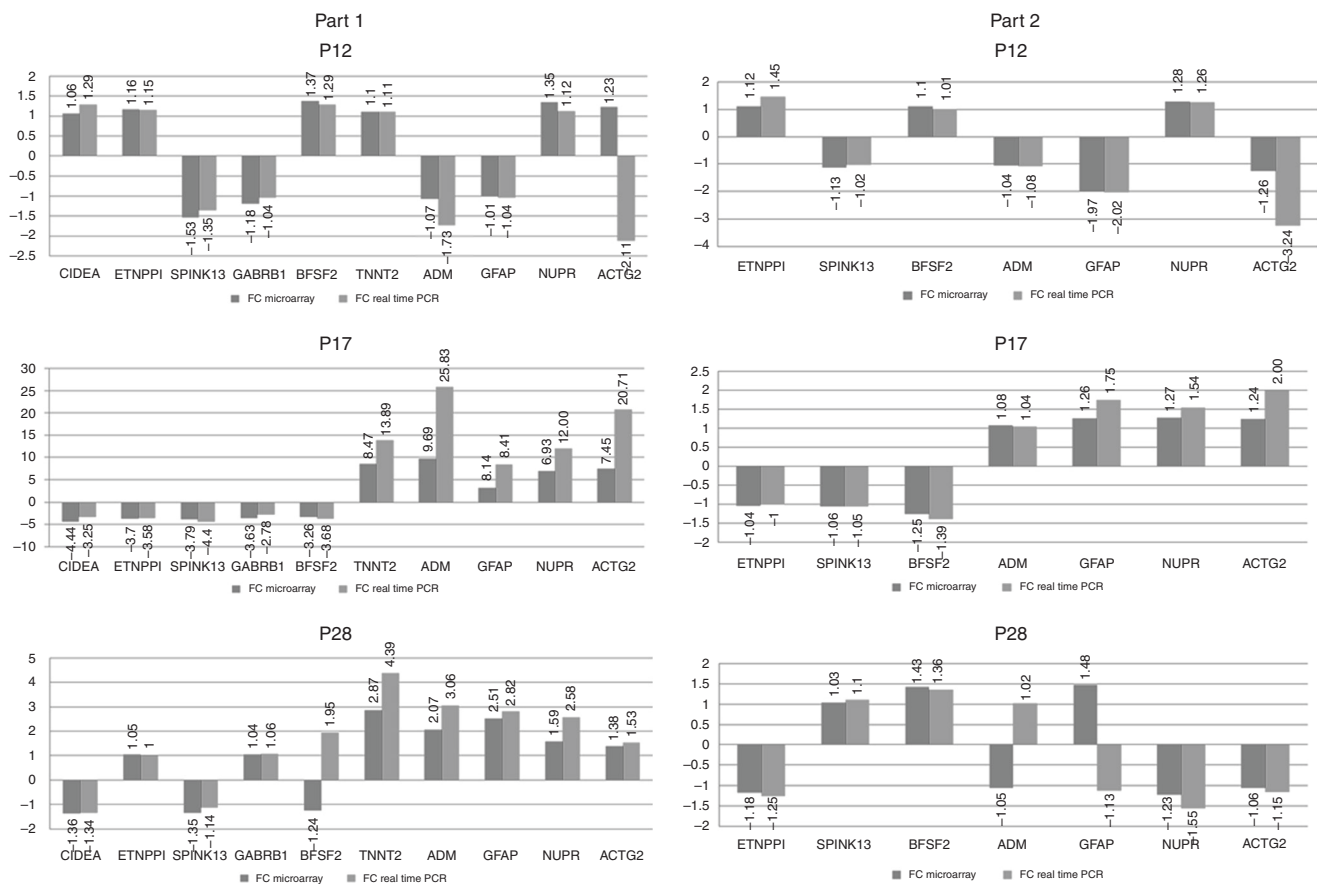 Part 1
P12
2
1.5
1
0.5
0
−0.5
−1
−1.5
−2
−2.5
1.06 1.29 1.16 1.15 −1.53 −1.35 −1.18 −1.04 1.37 1.29 1.1 1.11 −1.07 −1.73 −1.01 −1.04 1.35 1.12 1.23 −2.11
CIDEA ETNPPI SPINK13 GABRB1 BFSF2 TNNT2 ADM GFAP NUPR ACTG2
FC microarray FC real time PCR
P17
30
25
20
15
10
5
0
−5
−10
−4.44 −3.25 −3.7 −3.58 −3.79 −4.4 −3.63 −2.78 −3.26 −3.68 8.47 13.89 9.69 25.83 8.14 8.41 6.93 12.00 7.45 20.71
CIDEA ETNPPI SPINK13 GABRB1 BFSF2 TNNT2 ADM GFAP NUPR ACTG2
FC microarray FC real time PCR
P28
5
4
3
2
1
0
−1
−2
−1.36 −1.34 1.05 1 −1.35 −1.14 1.04 1.06 −1.24 1.95 2.87 4.39 2.07 3.06 2.51 2.82 1.59 2.58 1.38 1.53
CIDEA ETNPPI SPINK13 GABRB1 BFSF2 TNNT2 ADM GFAP NUPR ACTG2
FC microarray FC real time PCR
Part 2
P12
2
1
0
−1
−2
−3
−4
1.12 1.45 −1.13 −1.02 1.1 1.01 −1.04 −1.08 −1.97 −2.02 1.28 1.26 −1.26 −3.24
ETNPPI SPINK13 BFSF2 ADM GFAP NUPR ACTG2
FC microarray FC real time PCR
P17
2.5
2
1.5
1
0.5
0
−0.5
−1
−1.5
−2
−1.04 −1 −1.06 −1.05 −1.25 −1.39 1.08 1.04 1.26 1.75 1.27 1.54 1.24 2.00
ETNPPI SPINK13 BFSF2 ADM GFAP NUPR ACTG2
FC microarray FC real time PCR
P28
2
1.5
1
0.5
0
−0.5
−1
−1.5
−2
−1.18 −1.25 1.03 1.1 1.43 1.36 −1.05 1.02 1.48 −1.13 −1.23 −1.55 −1.06 −1.15
ETNPPI SPINK13 BFSF2 ADM GFAP NUPR ACTG2
FC microarray FC real time PCR